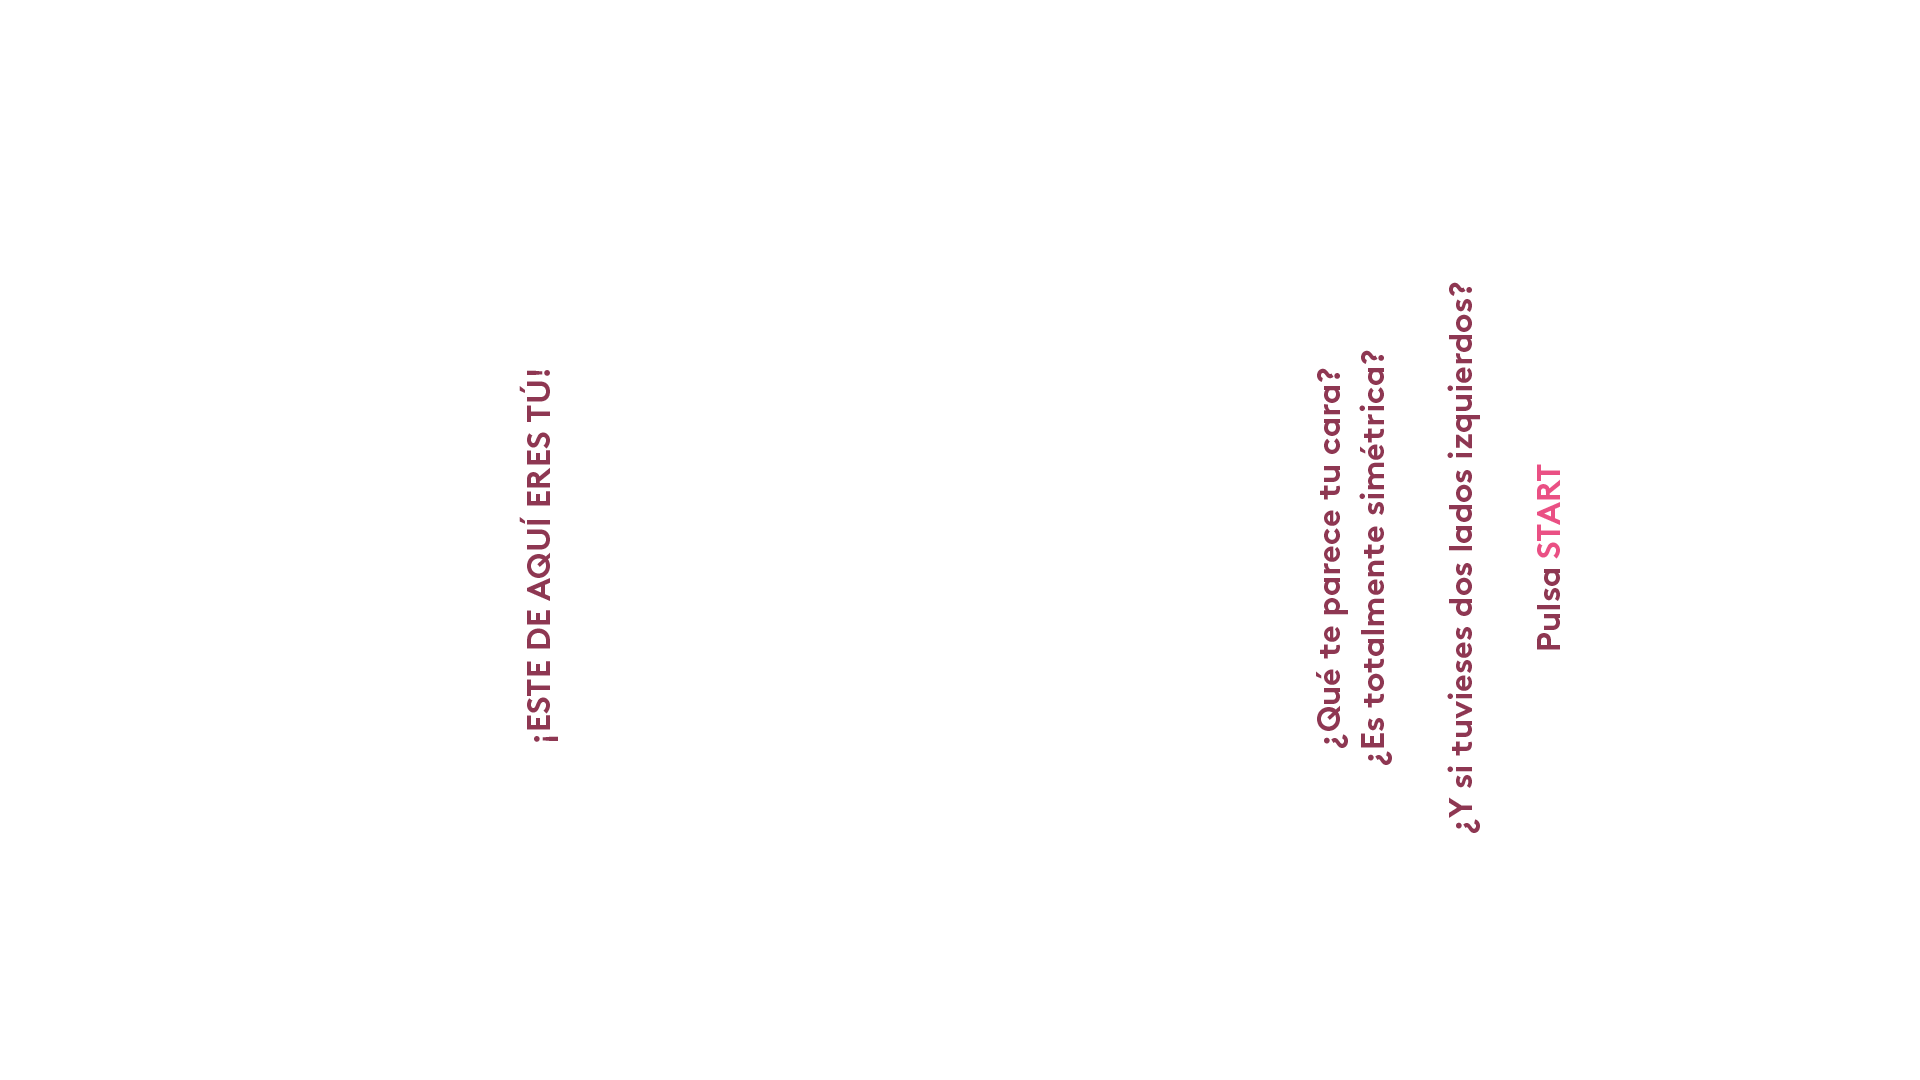 ¡ESTE DE AQUÍ ERES TÚ!
¿Qué te parece tu cara?
¿Es totalmente simétrica?
¿Y si tuvieses dos lados izquierdos?
Pulsa START